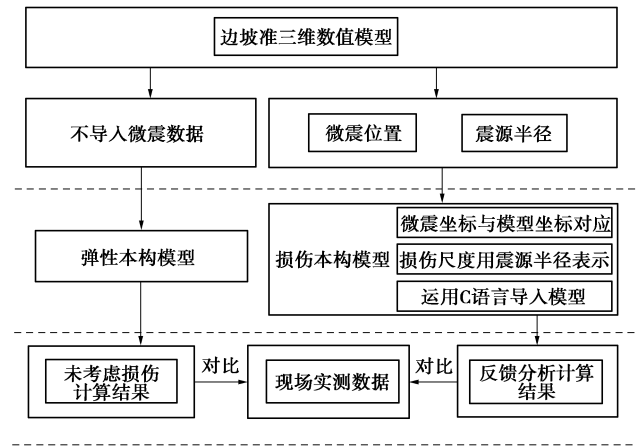 边坡准三维数值模型
不导入微震数据
微震位置
震源半径
弹性本构模型
损伤本构模型
微震坐标与模型坐标对应
损伤尺度用震源半径表示
运用C语言导入模型
未考虑损伤
计算结果
对比
现场实测数据
对比
反馈分析计算
结果